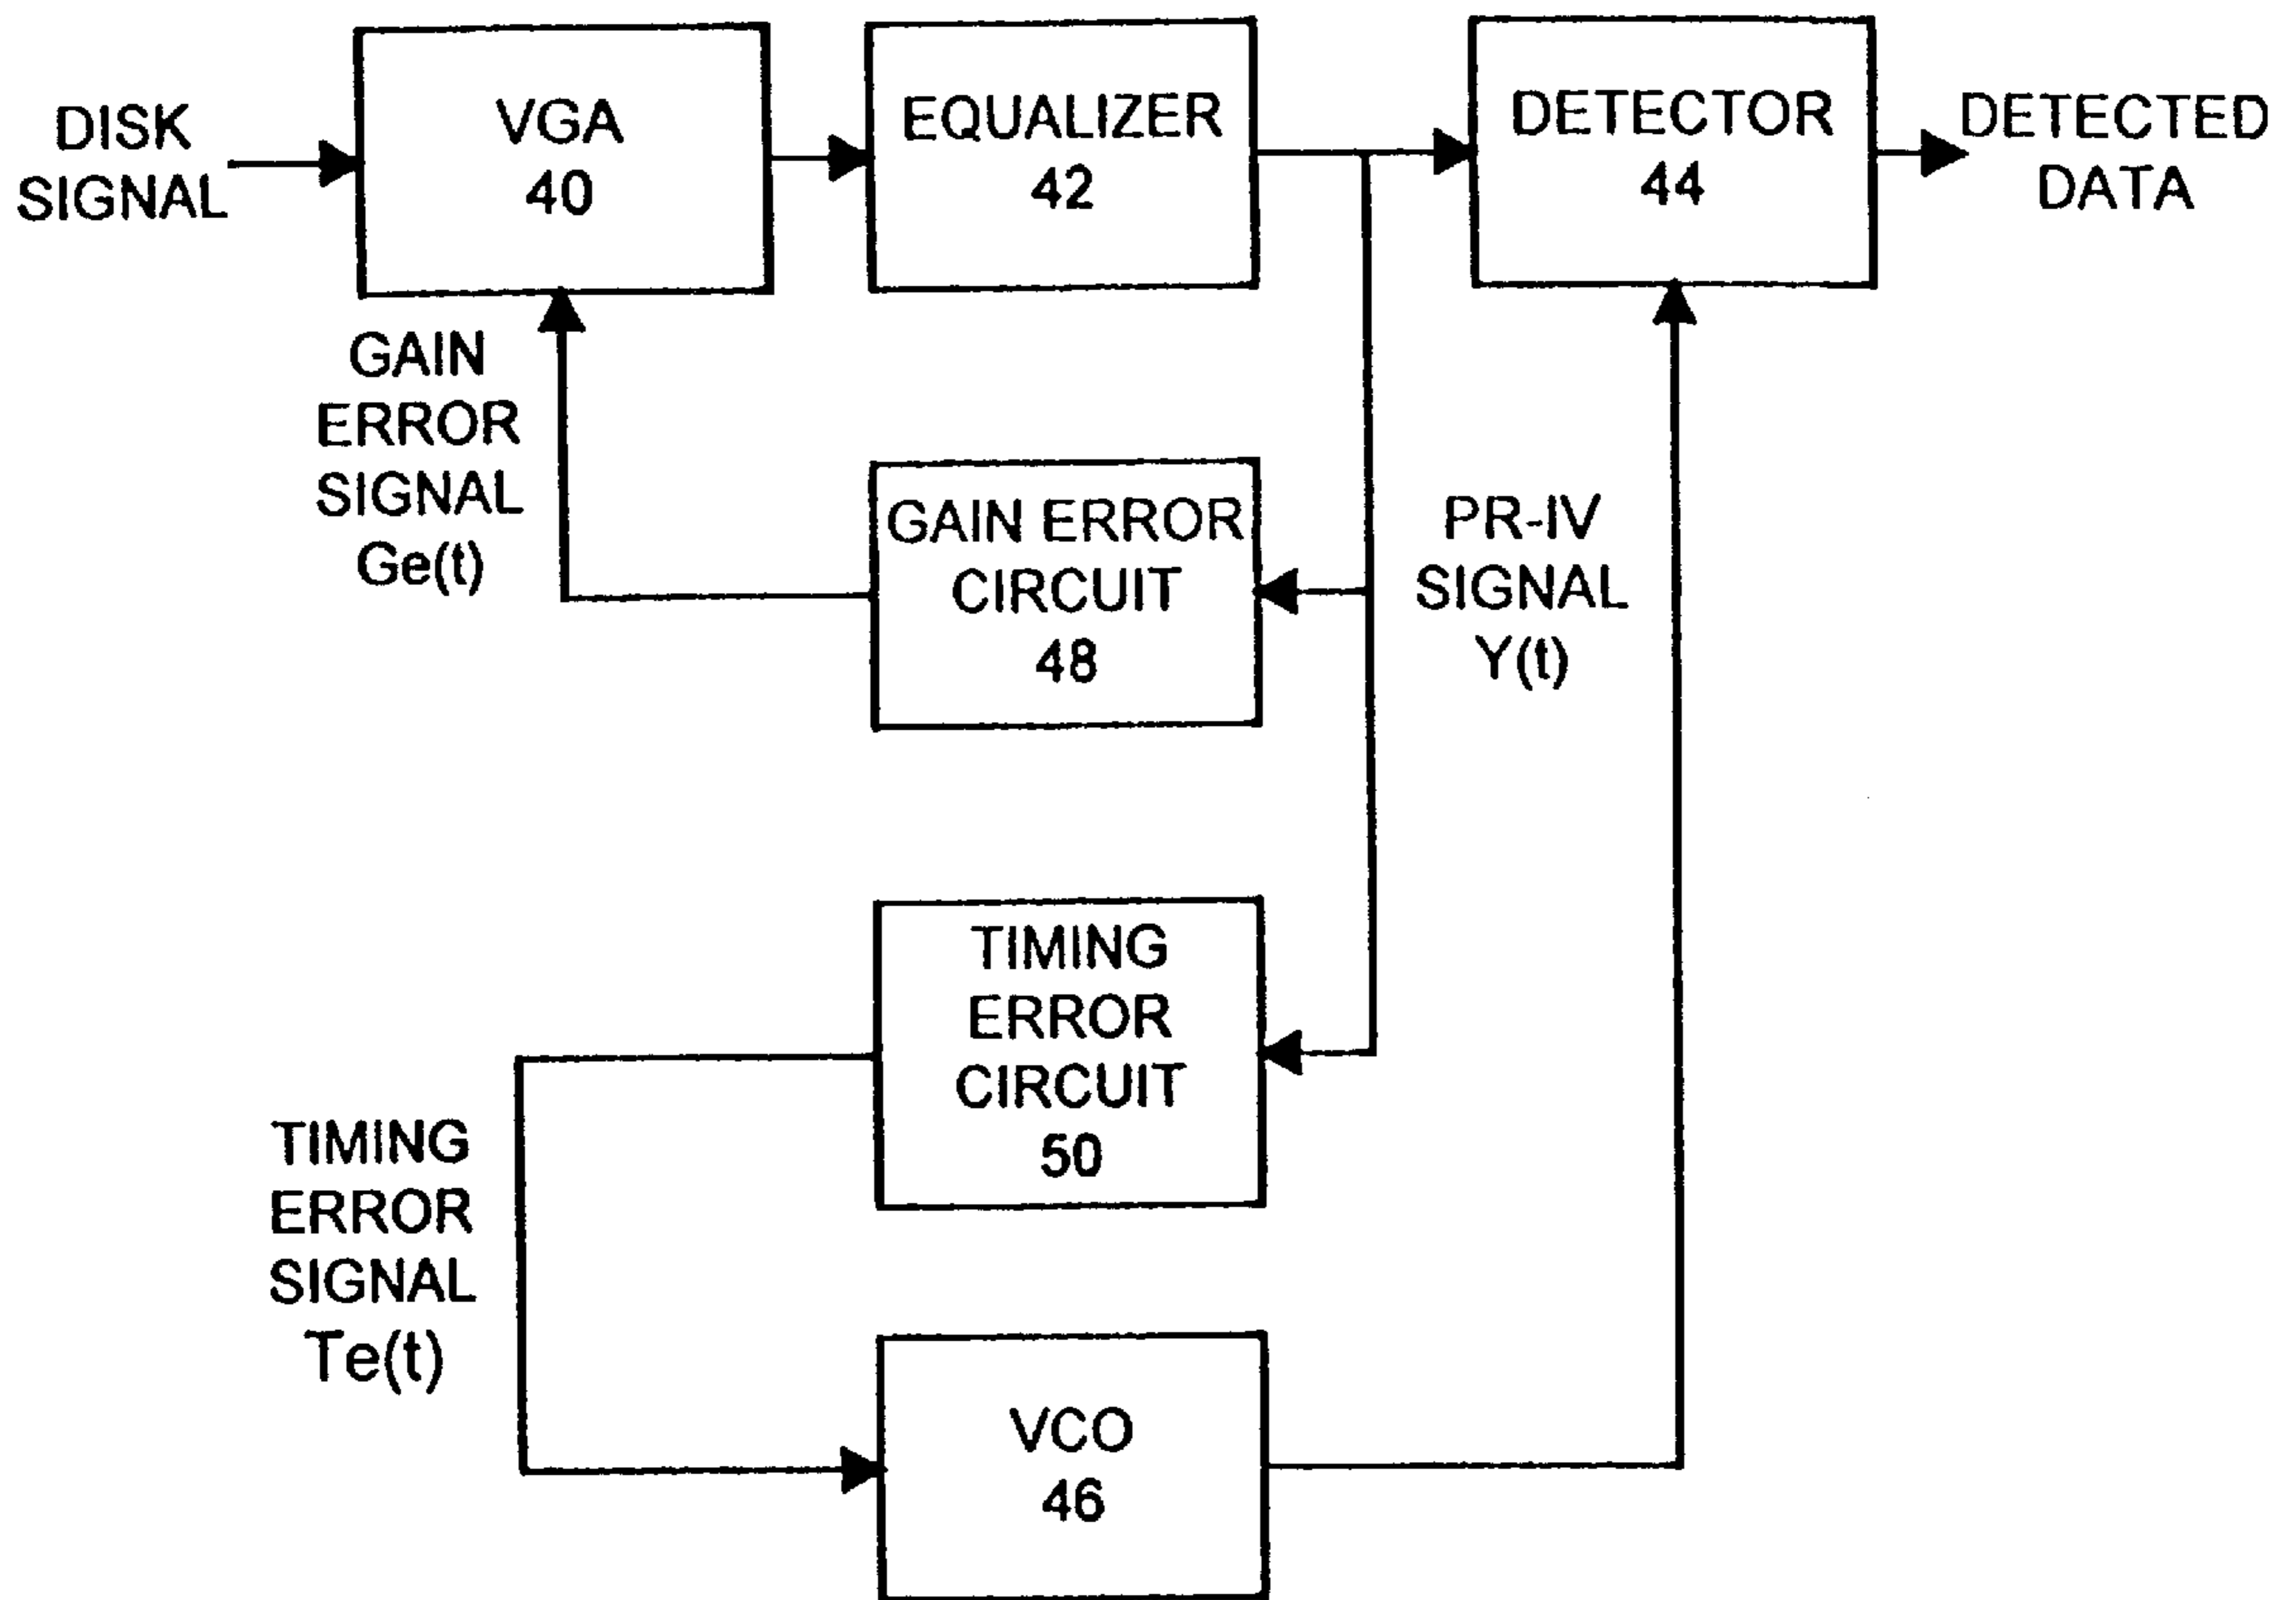 DISK
SIGNAL
VGA
40
EQUALIZER
42
DETECTOR
44
DETECTED
DATA
GAIN
ERROR
SIGNAL
Ge(t)
GAIN ERROR
CIRCUIT
48
PR-IV
SIGNAL
Y(t)
TIMING
ERROR
CIRCUIT
50
TIMING
ERROR
SIGNAL
Te(t)
VCO
46